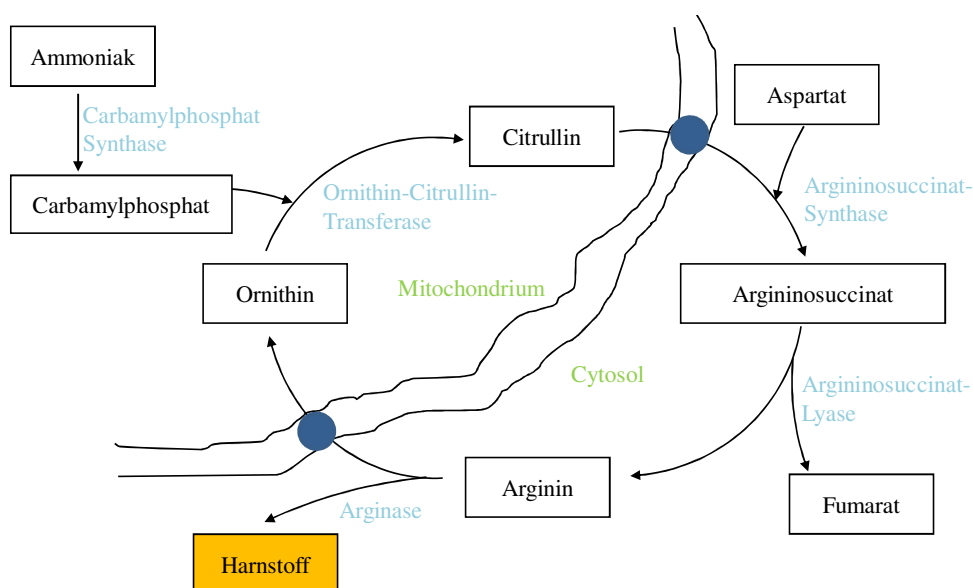 Ammoniak
Carbamylphosphat
Synthase
Carbamylphosphat
Citrullin
Aspartat
Ornithin-Citrullin-
Transferase
Argininosuccinat-
Synthase
Ornithin
Mitochondrium
Argininosuccinat
Cytosol
Argininosuccinat-
Lyase
Arginin
Fumarat
Arginase
Harnstoff